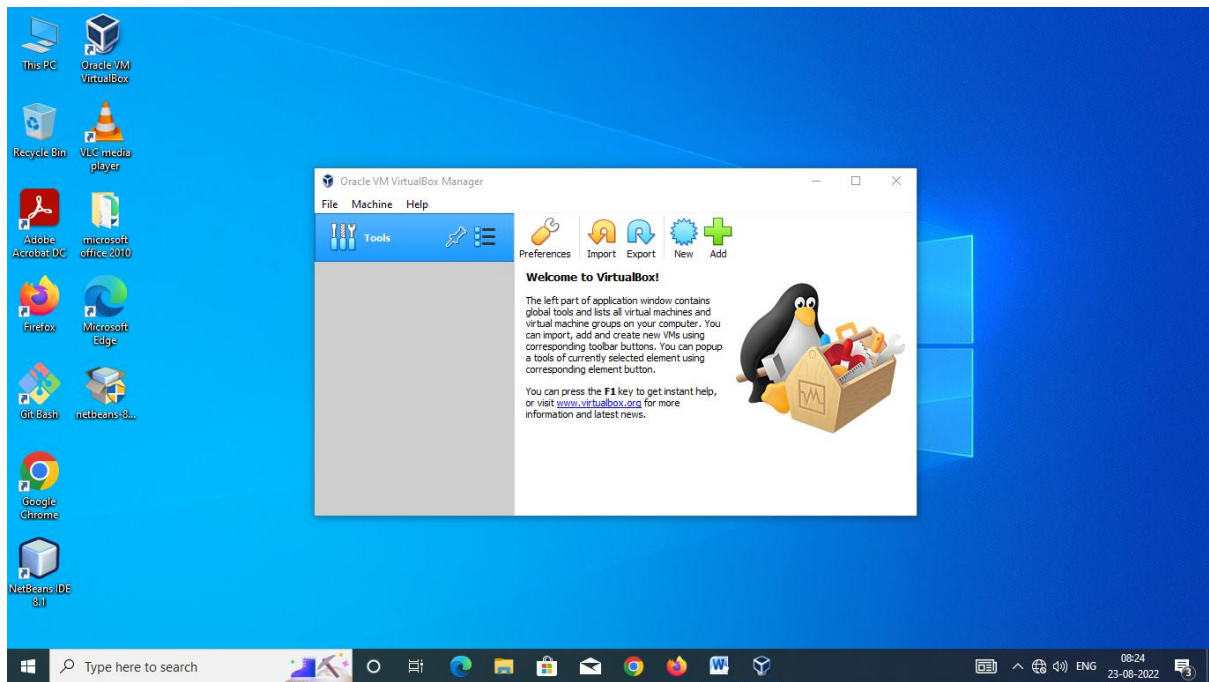 This PC
Oracle VM
VirtualBox
Recycle Bin
VLC media
player
Adobe
Acrobat DC
microsoft
office 2010
Firefox
Microsoft
Edge
Git Bash
netbeans-8...
Google
Chrome
NetBeans IDE
8.1
Oracle VM VirtualBox Manager
File Machine Help
Tools
Preferences Import Export New Add
Welcome to VirtualBox!
The left part of application window contains
global tools and lists all virtual machines and
virtual machine groups on your computer. You
can import, add and create new VMs using
corresponding toolbar buttons. You can popup
a tools of currently selected element using
corresponding element button.
You can press the F1 key to get instant help,
or visit www.virtualbox.org for more
information and latest news.
Type here to search
ENG
08:24
23-08-2022
3